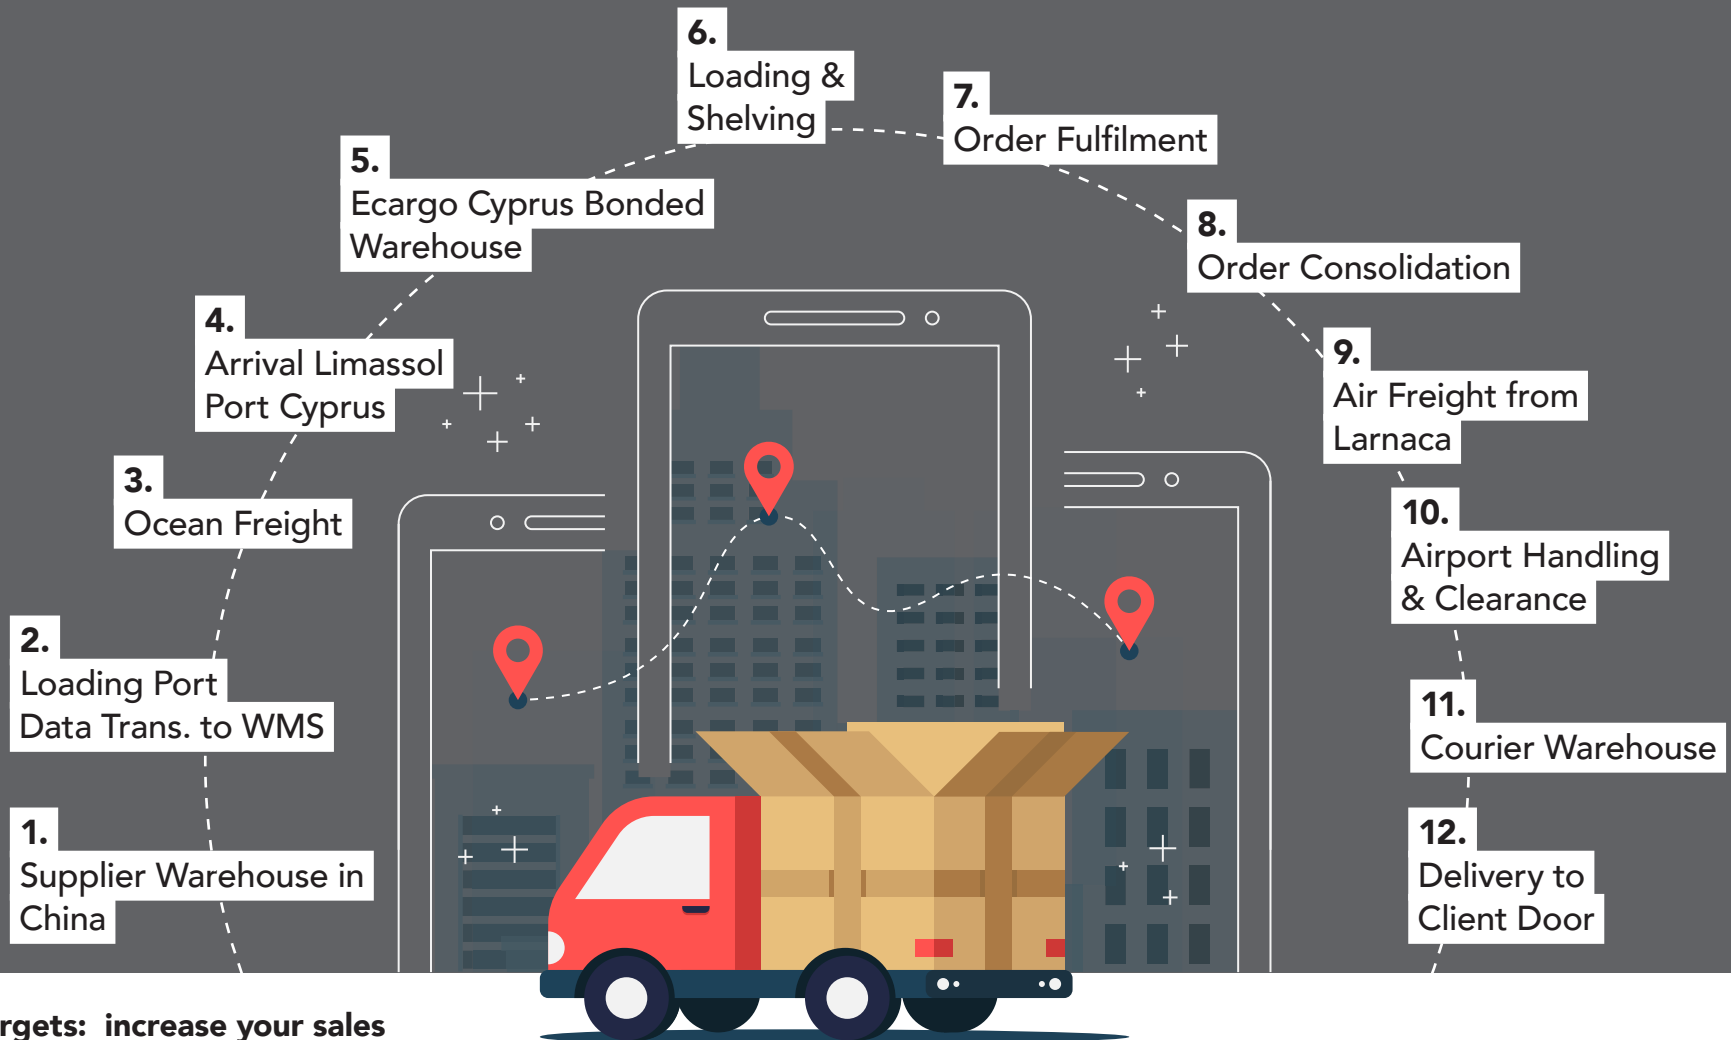 6.
Loading &
Shelving
7.
Order Fulfilment
5.
Ecargo Cyprus Bonded
Warehouse
8.
Order Consolidation
4.
Arrival Limassol
Port Cyprus
9.
Air Freight from
Larnaca
3.
Ocean Freight
10.
Airport Handling
& Clearance
2.
Loading Port
Data Trans. to WMS
11.
Courier Warehouse
1.
Supplier Warehouse in
China
12.
Delivery to
Client Door
rgets: increase your sales